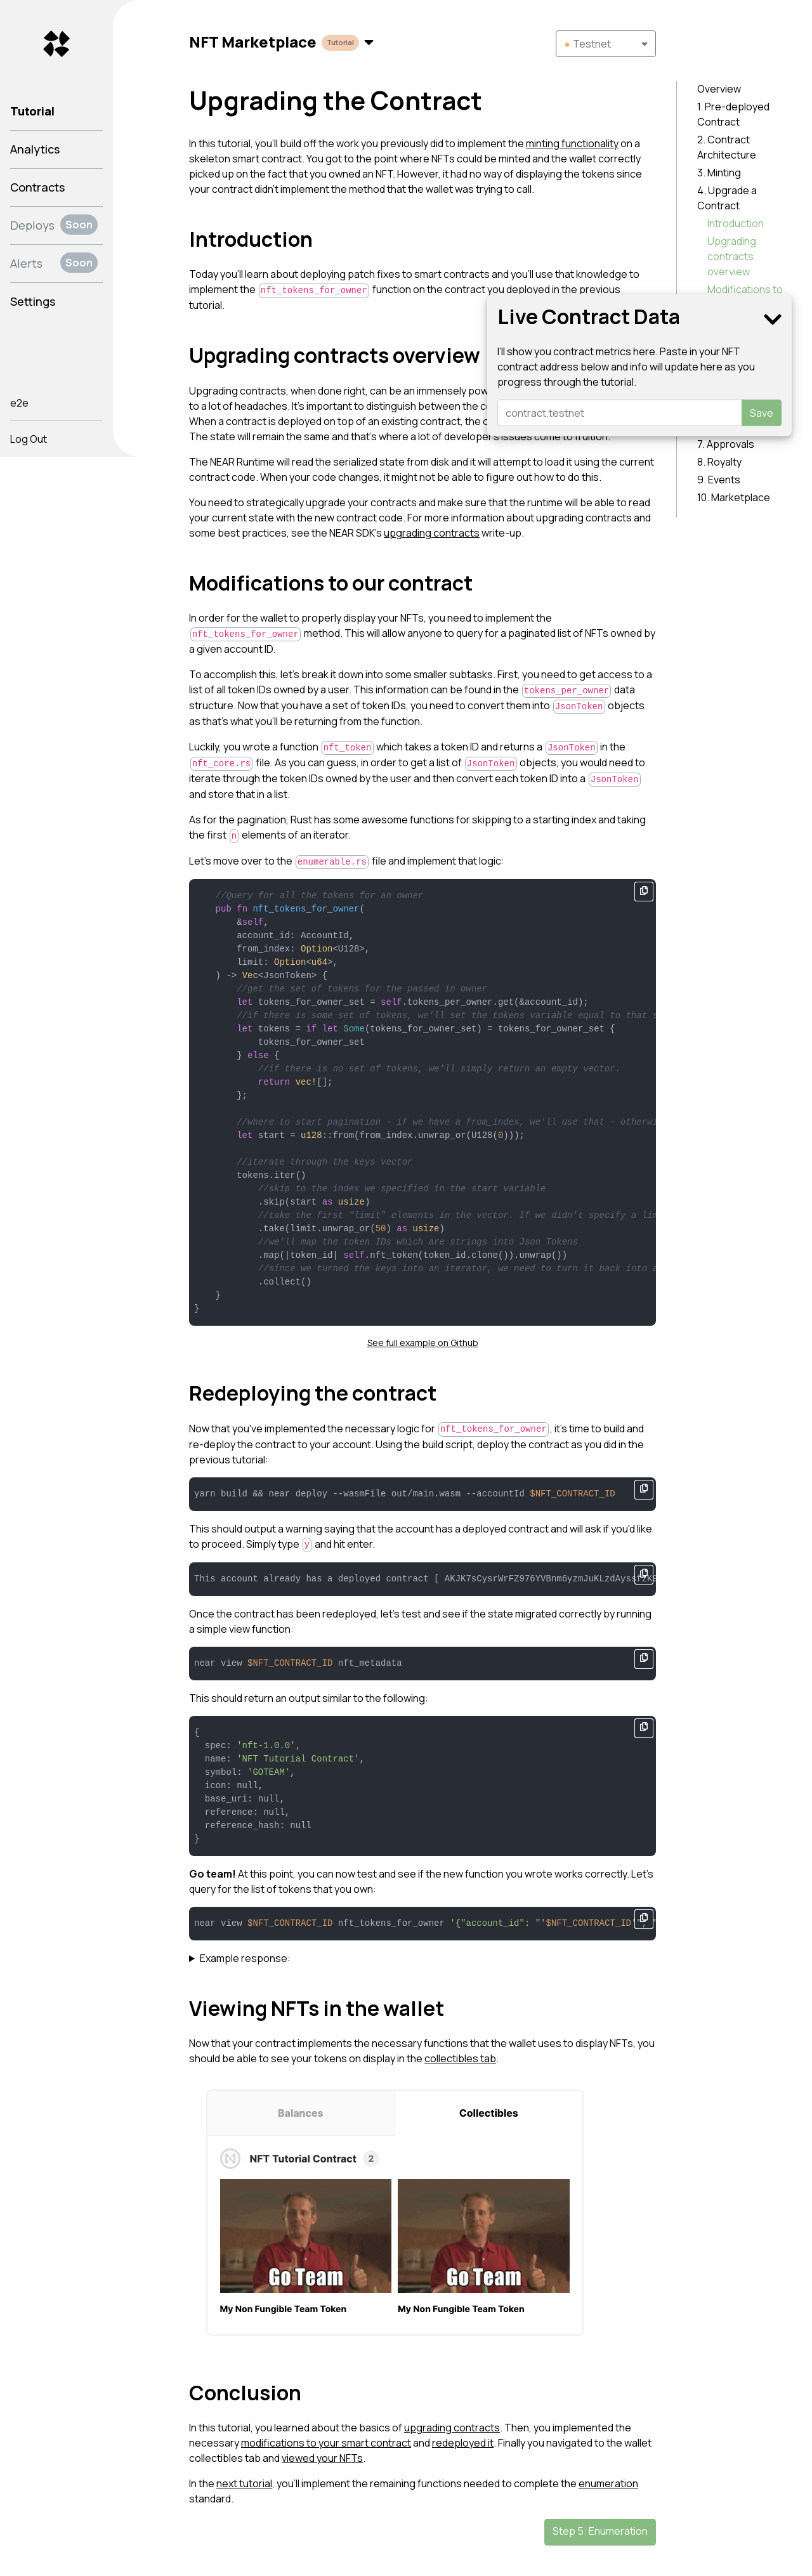 Tutorial
Analytics
Contracts
Deploys Soon
Alerts Soon
Settings
e2e
Log Out
NFT Marketplace Tutorial
Testnet
Upgrading the Contract
In this tutorial, you'll build off the work you previously did to implement the minting functionality on a
skeleton smart contract. You got to the point where NFTs could be minted and the wallet correctly
picked up on the fact that you owned an NFT. However, it had no way of displaying the tokens since
your contract didn't implement the method that the wallet was trying to call.
Introduction
Today you'll learn about deploying patch fixes to smart contracts and you'll use that knowledge to
implement the nft_tokens_for_owner function on the contract you deployed in the previous
tutorial.
Upgrading contracts overview
Upgrading contracts, when done right, can be an immensely pow
to a lot of headaches. It's important to distinguish between the co
When a contract is deployed on top of an existing contract, the o
The state will remain the same and that's where a lot of developer's issues come to fruition.
The NEAR Runtime will read the serialized state from disk and it will attempt to load it using the current
contract code. When your code changes, it might not be able to figure out how to do this.
You need to strategically upgrade your contracts and make sure that the runtime will be able to read
your current state with the new contract code. For more information about upgrading contracts and
some best practices, see the NEAR SDK's upgrading contracts write-up.
Modifications to our contract
In order for the wallet to properly display your NFTs, you need to implement the
nft_tokens_for_owner method. This will allow anyone to query for a paginated list of NFTs owned by
a given account ID.
To accomplish this, let's break it down into some smaller subtasks. First, you need to get access to a
list of all token IDs owned by a user. This information can be found in the tokens_per_owner data
structure. Now that you have a set of token IDs, you need to convert them into JsonToken objects
as that's what you'll be returning from the function.
Luckily, you wrote a function nft_token which takes a token ID and returns a JsonToken in the
nft_core.rs file. As you can guess, in order to get a list of JsonToken objects, you would need to
iterate through the token IDs owned by the user and then convert each token ID into a JsonToken
and store that in a list.
As for the pagination, Rust has some awesome functions for skipping to a starting index and taking
the first n elements of an iterator.
Let's move over to the enumerable.rs file and implement that logic:
//Query for all the tokens for an owner
pub fn nft_tokens_for_owner(
&self,
account_id: AccountId,
from_index: Option<U128>,
limit: Option<u64>,
) -> Vec<JsonToken> {
//get the set of tokens for the passed in owner
let tokens_for_owner_set = self.tokens_per_owner.get(&account_id);
//if there is some set of tokens, we'll set the tokens variable equal to that s
let tokens = if let Some(tokens_for_owner_set) = tokens_for_owner_set {
tokens_for_owner_set
} else {
//if there is no set of tokens, we'll simply return an empty vector.
return vec![];
};
//where to start pagination - if we have a from_index, we'll use that - otherwi
let start = u128::from(from_index.unwrap_or(U128(0)));
//iterate through the keys vector
tokens.iter()
//skip to the index we specified in the start variable
.skip(start as usize)
//take the first "limit" elements in the vector. If we didn't specify a lim
.take(limit.unwrap_or(50) as usize)
//we'll map the token IDs which are strings into Json Tokens
.map(|token_id| self.nft_token(token_id.clone()).unwrap())
//since we turned the keys into an iterator, we need to turn it back into a
.collect()
}
}
See full example on Github
Redeploying the contract
Now that you've implemented the necessary logic for nft_tokens_for_owner, it's time to build and
re-deploy the contract to your account. Using the build script, deploy the contract as you did in the
previous tutorial:
yarn build && near deploy --wasmFile out/main.wasm --accountId $NFT_CONTRACT_ID
This should output a warning saying that the account has a deployed contract and will ask if you'd like
to proceed. Simply type y and hit enter.
This account already has a deployed contract [
Once the contract has been redeployed, let's test and see if the state migrated correctly by running
a simple view function:
near view $NFT_CONTRACT_ID nft_metadata
This should return an output similar to the following:
{
spec: 'nft-1.0.0',
name: 'NFT Tutorial Contract',
symbol: 'GOTEAM',
icon: null,
base_uri: null,
reference: null,
reference_hash: null
}
Go team! At this point, you can now test and see if the new function you wrote works correctly. Let's
query for the list of tokens that you own:
near view $NFT_CONTRACT_ID nft_tokens_for_owner '{"account_id": "'$NFT_CONTRACT_ID'
Example response:
Viewing NFTs in the wallet
Now that your contract implements the necessary functions that the wallet uses to display NFTs, you
should be able to see your tokens on display in the collectibles tab.
Balances
Collectibles
NFT Tutorial Contract 2
Go Team
Go Team
My Non Fungible Team Token
My Non Fungible Team Token
Conclusion
In this tutorial, you learned about the basics of upgrading contracts. Then, you implemented the
necessary modifications to your smart contract and redeployed it. Finally you navigated to the wallet
collectibles tab and viewed your NFTs.
In the next tutorial, you'll implement the remaining functions needed to complete the enumeration
standard.
Step 5: Enumeration
Overview
1. Pre-deployed
Contract
2. Contract
Architecture
3. Minting
4. Upgrade a
Contract
Introduction
Upgrading
contracts
overview
Modifications to
Live Contract Data
I'll show you contract metrics here. Paste in your NFT
contract address below and info will update here as you
progress through the tutorial.
contract.testnet
Save
7. Approvals
8. Royalty
9. Events
10. Marketplace